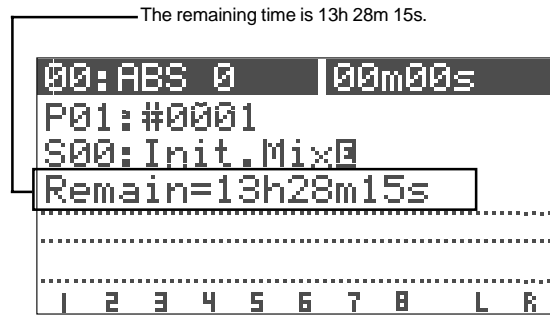 The remaining time is 13h 28m 15s.
00:ABS 0 00m00s
P01:#0001
S00:Init.MixE
Remain=13h28m15s
1 2 3 4 5 6 7 8 L R